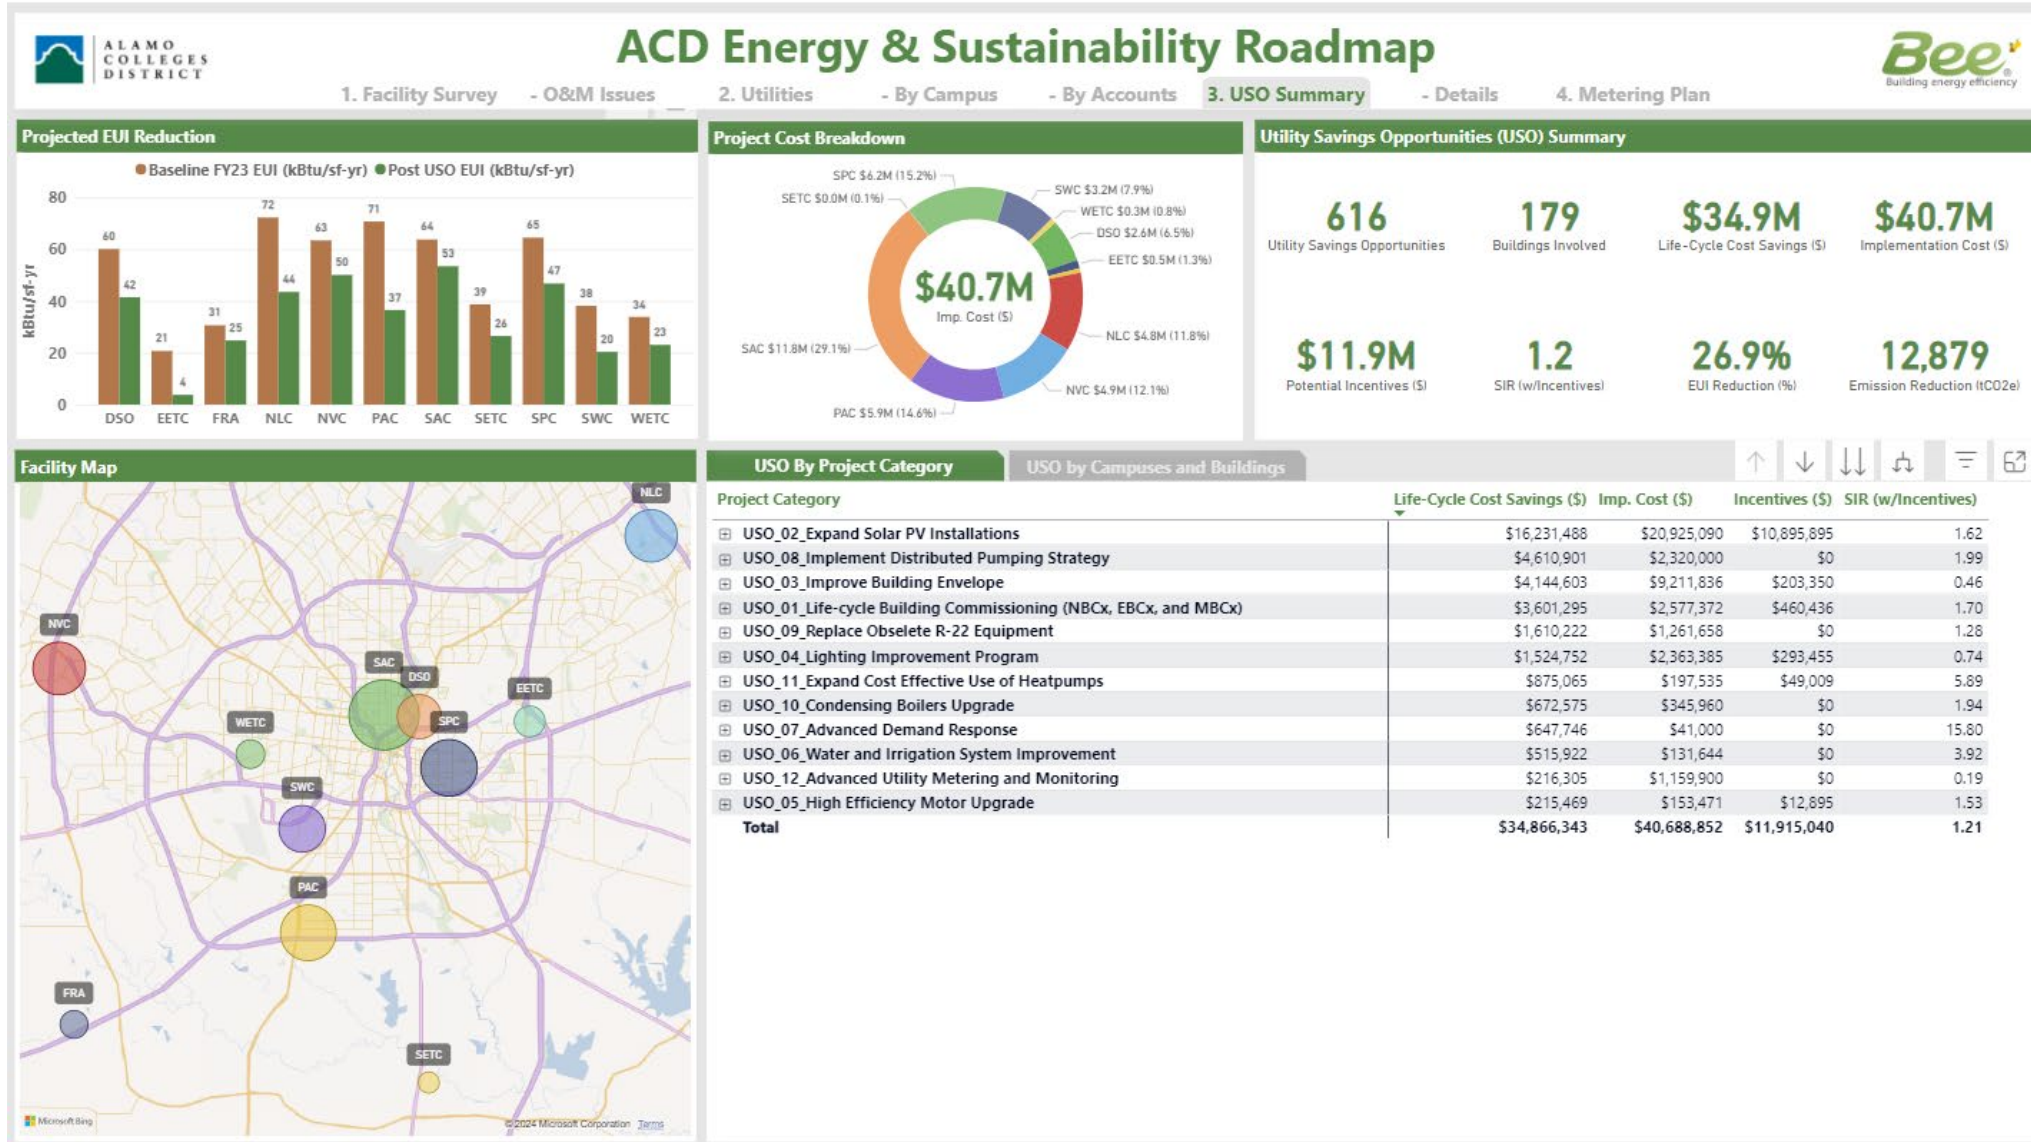 ALAMO
COLLEGES
DISTRICT
ACD Energy & Sustainability Roadmap
Bee
®
Building energy efficiency
1. Facility Survey
- O&M Issues
2. Utilities
- By Campus
- By Accounts
3. USO Summary
- Details
4. Metering Plan
Projected EUI Reduction
Baseline FY23 EUI (kBtu/sf-yr) Post USO EUI (kBtu/sf-yr)
kBtu/sf-yr
80
60
40
20
0
60 42
21 4
31 25
72 44
63 50
71 37
64 53
39 26
65 47
38 20
34 23
DSO EETC FRA NLC NVC PAC SAC SETC SPC SWC WETC
Project Cost Breakdown
SPC $6.2M (15.2%)
SETC $0.0M (0.1%)
SWC $3.2M (7.9%)
WETC $0.3M (0.8%)
DSO $2.6M (6.5%)
EETC $0.5M (1.3%)
NLC $4.8M (11.8%)
NVC $4.9M (12.1%)
PAC $5.9M (14.6%)
SAC $11.8M (29.1%)
$40.7M
Imp. Cost ($)
Utility Savings Opportunities (USO) Summary
616
Utility Savings Opportunities
179
Buildings Involved
$34.9M
Life-Cycle Cost Savings ($)
$40.7M
Implementation Cost ($)
$11.9M
Potential Incentives ($)
1.2
SIR (w/Incentives)
26.9%
EUI Reduction (%)
12,879
Emission Reduction (tCO2e)
Facility Map
NLC
NVC
SAC
DSO
EETC
WETC
SPC
SWC
PAC
FRA
SETC
Microsoft Bing
© 2024 Microsoft Corporation Terms
USO By Project Category
USO by Campuses and Buildings
Project Category Life-Cycle Cost Savings ($) Imp. Cost ($) Incentives ($) SIR (w/Incentives)
USO_02_Expand Solar PV Installations $16,231,488 $20,925,090 $10,895,895 1.62
USO_08_Implement Distributed Pumping Strategy $4,610,901 $2,320,000 $0 1.99
USO_03_Improve Building Envelope $4,144,603 $9,211,836 $203,350 0.46
USO_01_Life-cycle Building Commissioning (NBCx, EBCx, and MBCx) $3,601,295 $2,577,372 $460,436 1.70
USO_09_Replace Obselete R-22 Equipment $1,610,222 $1,261,658 $0 1.28
USO_04_Lighting Improvement Program $1,524,752 $2,363,385 $293,455 0.74
USO_11_Expand Cost Effective Use of Heatpumps $875,065 $197,535 $49,009 5.89
USO_10_Condensing Boilers Upgrade $672,575 $345,960 $0 1.94
USO_07_Advanced Demand Response $647,746 $41,000 $0 15.80
USO_06_Water and Irrigation System Improvement $515,922 $131,644 $0 3.92
USO_12_Advanced Utility Metering and Monitoring $216,305 $1,159,900 $0 0.19
USO_05_High Efficiency Motor Upgrade $215,469 $153,471 $12,895 1.53
Total $34,866,343 $40,688,852 $11,915,040 1.21